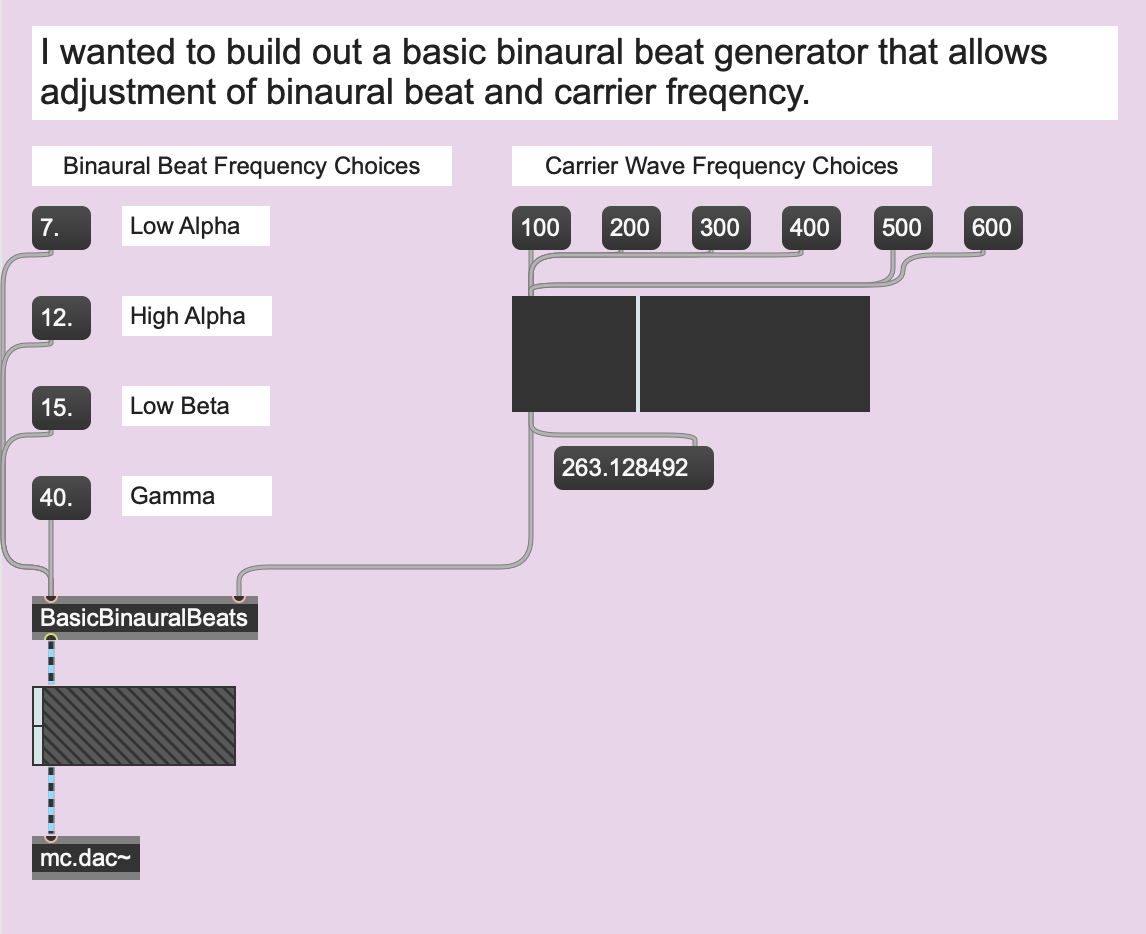 I wanted to build out a basic binaural beat generator that allows
adjustment of binaural beat and carrier freqency.
Binaural Beat Frequency Choices
Carrier Wave Frequency Choices
7.
Low Alpha
100
200
300
400
500
600
12.
High Alpha
15.
Low Beta
263.128492
40.
Gamma
BasicBinauralBeats
mc.dac~